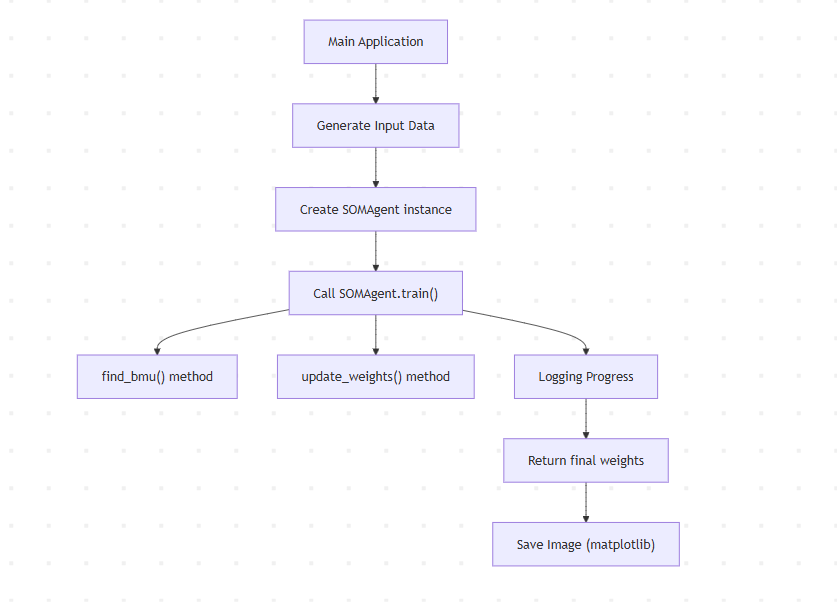 Main Application
Generate Input Data
Create SOMAgent instance
Call SOMAgent.train()
find_bmu() method
update_weights() method
Logging Progress
Return final weights
Save Image (matplotlib)